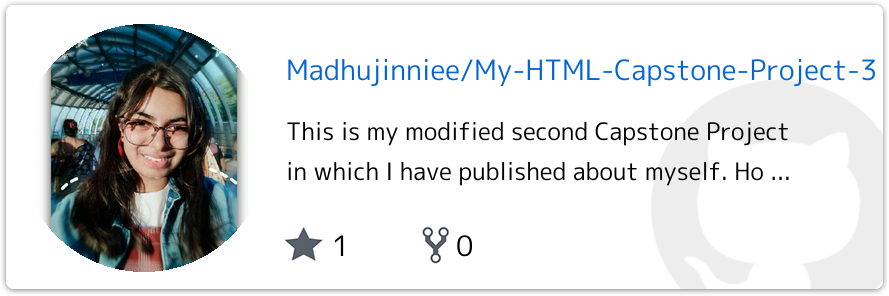 Madhujinniee/My-HTML-Capstone-Project-3
This is my modified second Capstone Project
in which I have published about myself. Ho ...
1 0